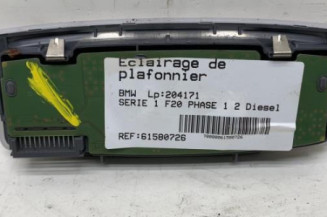 Eclairage de
plafonnier
BMW Lp:204171
SERIE 1 F20 PHASE 1 2 Diesel
REF:61580726